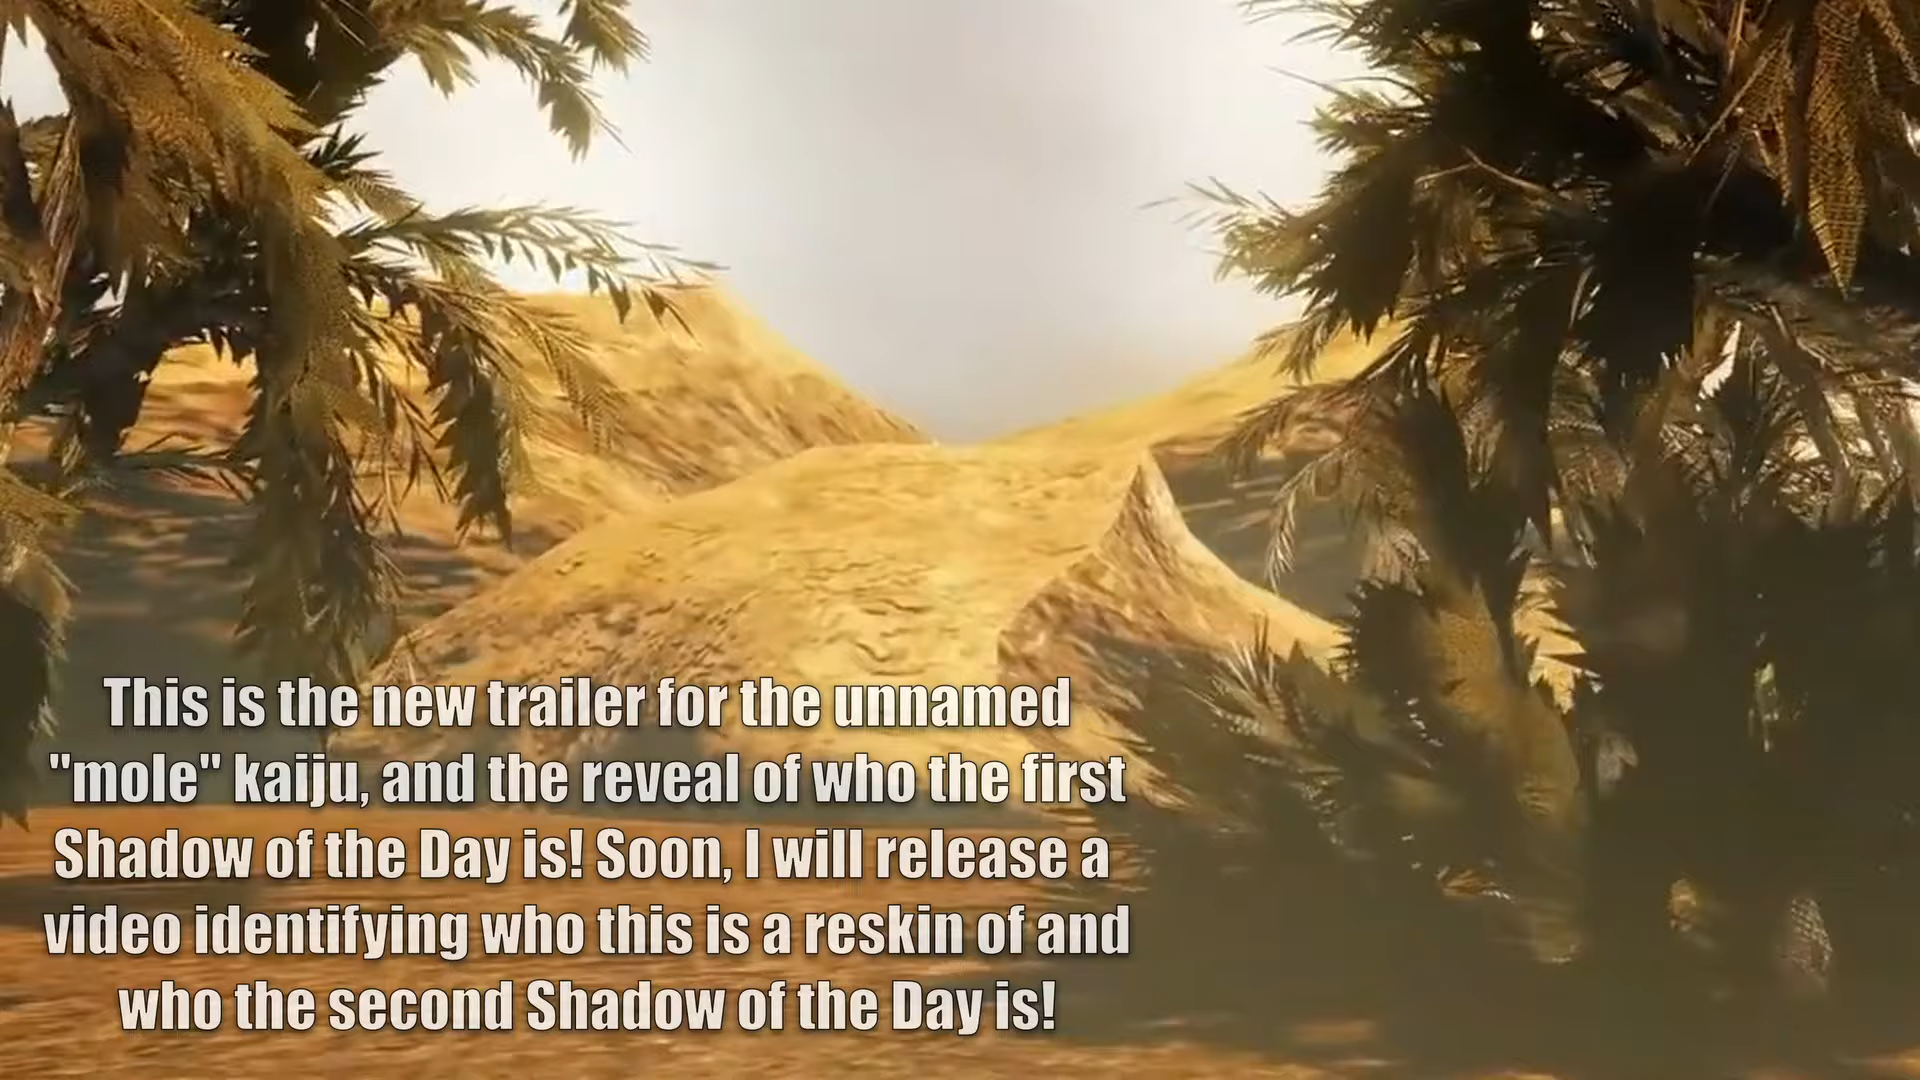 This is the new trailer for the unnamed
"mole" kaiju, and the reveal of who the first
Shadow of the Day is! Soon, I will release a
video identifying who this is a reskin of and
who the second Shadow of the Day is!